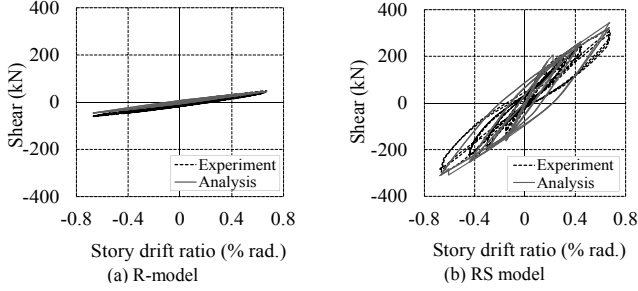 400
200
0
-200
-400
Shear (kN)
Experiment
Analysis
-0.8 -0.4 0 0.4 0.8
Story drift ratio (% rad.)
(a) R-model
400
200
0
-200
-400
Shear (kN)
Experiment
Analysis
-0.8 -0.4 0 0.4 0.8
Story drift ratio (% rad.)
(b) RS model